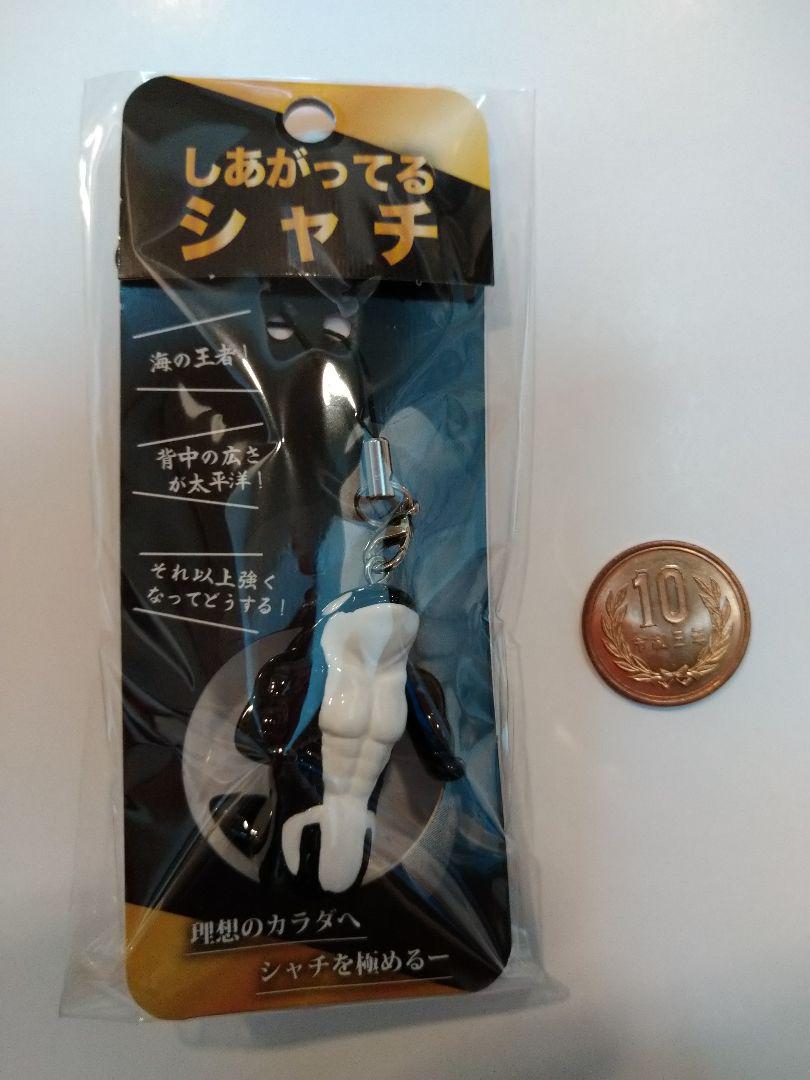 しあがってる
シャチ
海の王者!
背中の広さ
が太平洋!
それ以上強く
なってどうする!
理想のカラダへ
シャチを極めるー
10